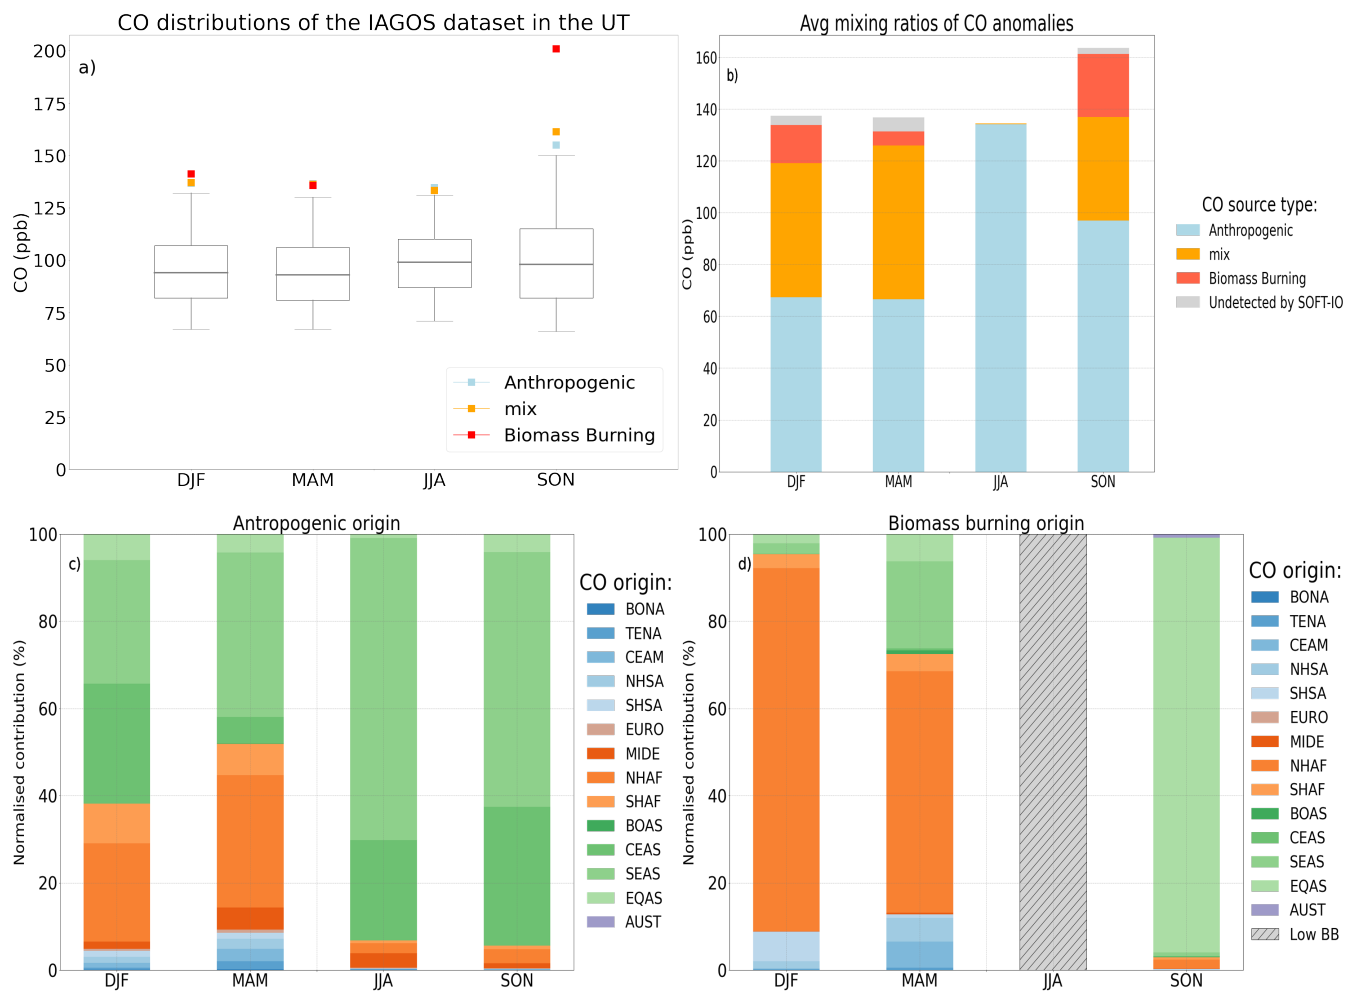 CO distributions of the IAGOS dataset in the UT
a)
CO (ppb)
200
175
150
125
100
75
50
25
0
DJF MAM JJA SON
Anthropogenic
mix
Biomass Burning
Avg mixing ratios of CO anomalies
b)
CO (ppb)
160
140
120
100
80
60
40
20
0
DJF MAM JJA SON
CO source type:
Anthropogenic
mix
Biomass Burning
Undetected by SOFT-IO
Antropogenic origin
c)
Normalised contribution (%)
100
80
60
40
20
0
DJF MAM JJA SON
CO origin:
BONA
TENA
CEAM
NHSA
SHSA
EURO
MIDE
NHAF
SHAF
BOAS
CEAS
SEAS
EQAS
AUST
Biomass burning origin
d)
Normalised contribution (%)
100
80
60
40
20
0
DJF MAM JJA SON
CO origin:
BONA
TENA
CEAM
NHSA
SHSA
EURO
MIDE
NHAF
SHAF
BOAS
CEAS
SEAS
EQAS
AUST
Low BB